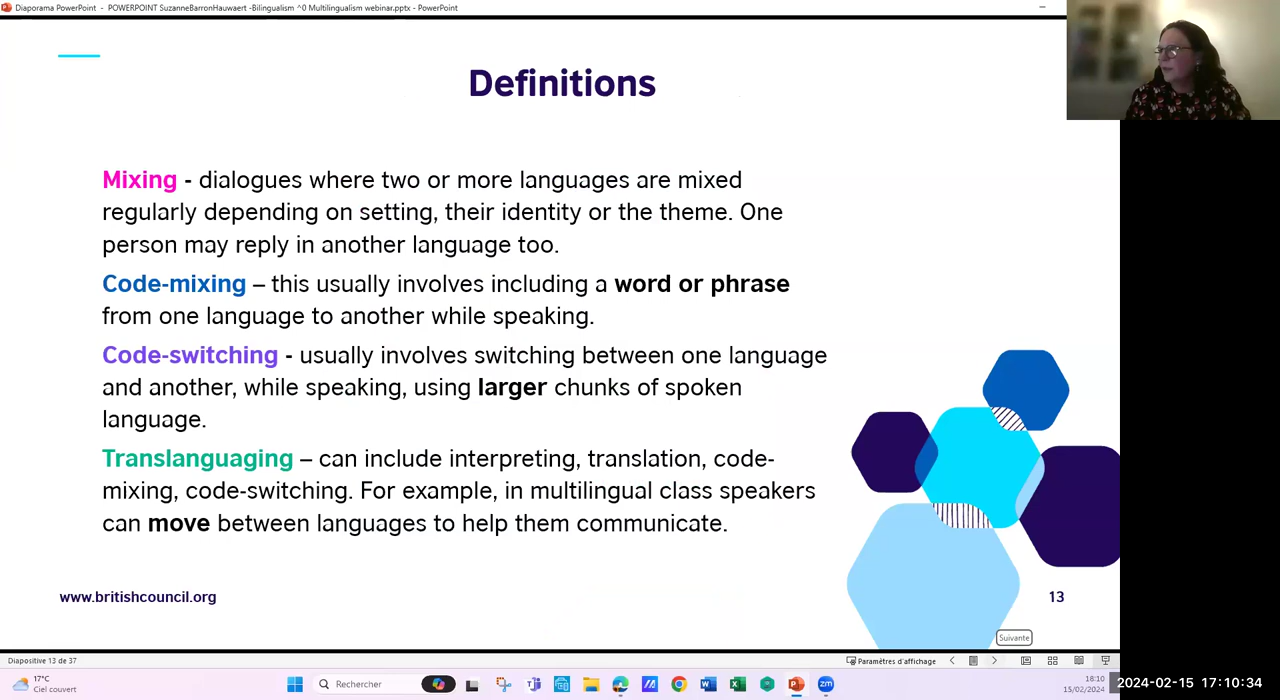 Diaporama PowerPoint - POWERPOINT SuzanneBarronHauwaert -Bilingualism ^0 Multilingualism webinar.pptx - PowerPoint
Definitions
Mixing - dialogues where two or more languages are mixed
regularly depending on setting, their identity or the theme. One
person may reply in another language too.
Code-mixing – this usually involves including a word or phrase
from one language to another while speaking.
Code-switching - usually involves switching between one language
and another, while speaking, using larger chunks of spoken
language.
Translanguaging – can include interpreting, translation, code-
mixing, code-switching. For example, in multilingual class speakers
can move between languages to help them communicate.
www.britishcouncil.org
13
Suivante
Diapositive 13 de 37
Paramètres d'affichage
17°C
Ciel couvert
Rechercher
zm
18:10
15/02/2024
2024-02-15 17:10:34